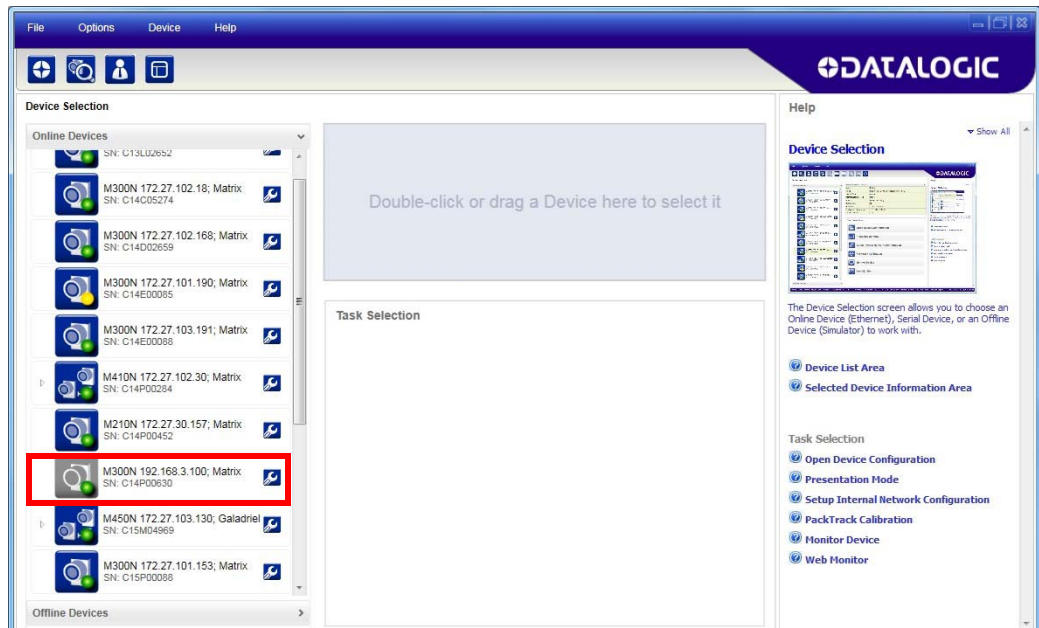 File Options Device Help
DATALOGIC
Device Selection
Online Devices
SN: C13L02652
M300N 172.27.102.18; Matrix
SN: C14C05274
M300N 172.27.102.168; Matrix
SN: C14D02659
M300N 172.27.101.190; Matrix
SN: C14E00085
M300N 172.27.103.191; Matrix
SN: C14E00088
M410N 172.27.102.30; Matrix
SN: C14P00284
M210N 172.27.30.157; Matrix
SN: C14P00452
M300N 192.168.3.100; Matrix
SN: C14P00630
M450N 172.27.103.130; Galadriel
SN: C15M04969
M300N 172.27.101.153; Matrix
SN: C15P00088
Offline Devices
Double-click or drag a Device here to select it
Task Selection
Help
Show All
Device Selection
The Device Selection screen allows you to choose an
Online Device (Ethernet), Serial Device, or an Offline
Device (Simulator) to work with.
Device List Area
Selected Device Information Area
Task Selection
Open Device Configuration
Presentation Mode
Setup Internal Network Configuration
PackTrack Calibration
Monitor Device
Web Monitor